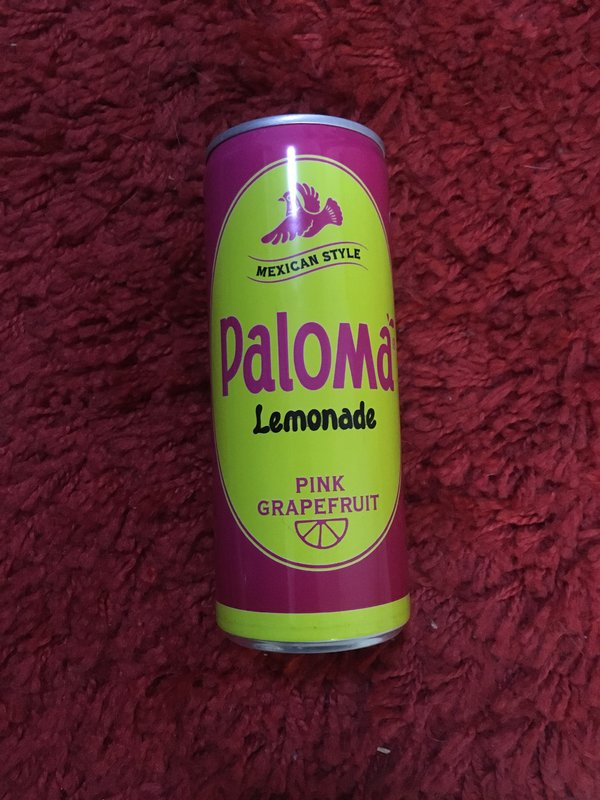 MEXICAN STYLE
Paloma
Lemonade
PINK
GRAPEFRUIT